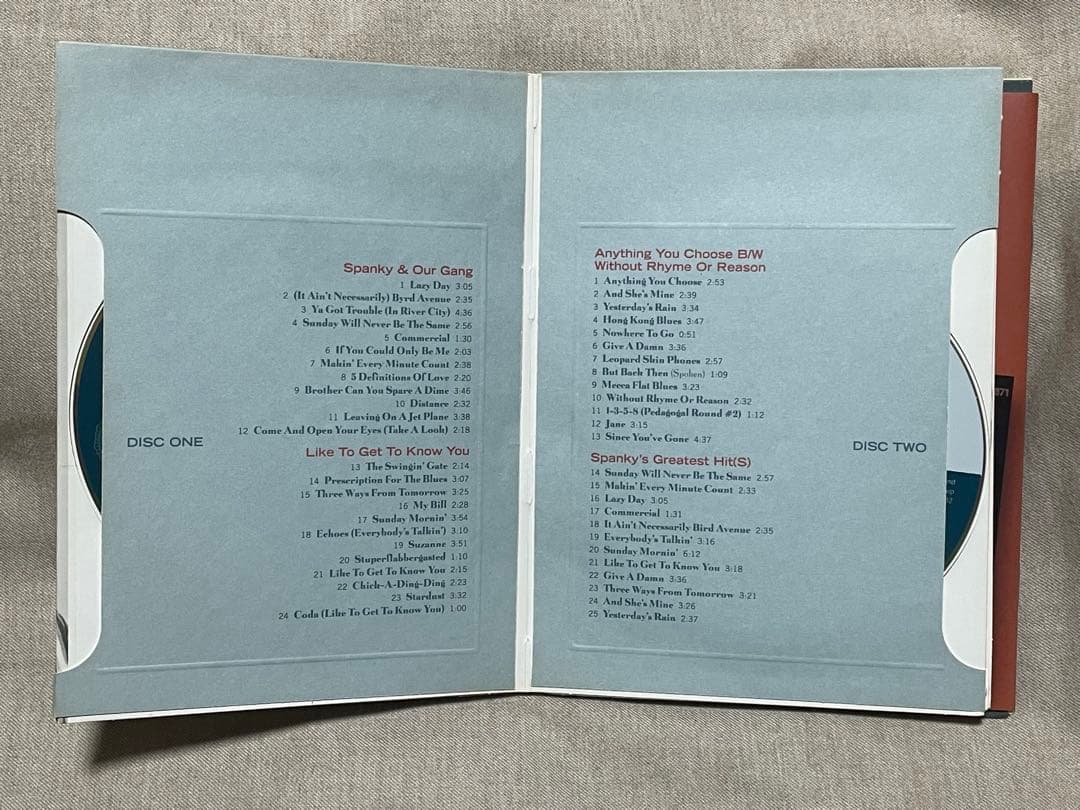 Spanky & Our Gang
1 Lazy Day 3:05
2 (It Ain't Necessarily) Byrd Avenue 2:35
3 Ya Got Trouble (In River City) 4:36
4 Sunday Will Never Be The Same 2:56
5 Commercial 1:30
6 If You Could Only Be Me 2:03
7 Makin' Every Minute Count 2:38
8 5 Definitions Of Love 2:20
9 Brother Can You Spare A Dime 3:46
10 Distance 2:32
11 Leaving On A Jet Plane 3:38
12 Come And Open Your Eyes (Take A Look) 2:18
DISC ONE
Like To Get To Know You
13 The Swingin' Gate 2:14
14 Prescription For The Blues 3:07
15 Three Ways From Tomorrow 3:25
16 My Bill 2:28
17 Sunday Mornin' 3:54
18 Echoes (Everybody's Talkin') 3:10
19 Suzanne 3:51
20 Stuperflabbergasted 1:10
21 Like To Get To Know You 2:15
22 Chick-A-Ding-Ding 2:23
23 Stardust 3:32
24 Coda (Like To Get To Know You) 1:00
Anything You Choose B/W
Without Rhyme Or Reason
1 Anything You Choose 2:53
2 And She's Mine 2:39
3 Yesterday's Rain 3:34
4 Hong Kong Blues 3:47
5 Nowhere To Go 0:51
6 Give A Damn 3:36
7 Leopard Skin Phones 2:57
8 But Back Then (Spoken) 1:09
9 Mecca Flat Blues 3:23
10 Without Rhyme Or Reason 2:32
11 1-3-5-8 (Pedagogal Round #2) 1:12
12 Jane 3:15
13 Since You've Gone 4:37
DISC TWO
Spanky's Greatest Hit(S)
14 Sunday Will Never Be The Same 2:57
15 Makin' Every Minute Count 2:33
16 Lazy Day 3:05
17 Commercial 1:31
18 It Ain't Necessarily Bird Avenue 2:35
19 Everybody's Talkin' 3:16
20 Sunday Mornin' 6:12
21 Like To Get To Know You 3:18
22 Give A Damn 3:36
23 Three Ways From Tomorrow 3:21
24 And She's Mine 3:26
25 Yesterday's Rain 2:37